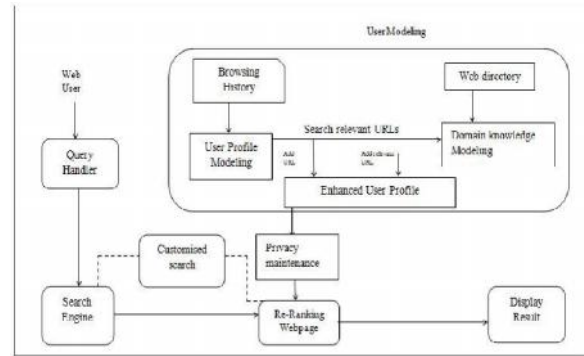 User Modeling
Web
User
Browsing
History
Web directory
Search relevant URLs
Query
Handler
User Profile
Modeling
Add
URL
URL
Domain knowledge
Modeling
Enhanced User Profile
Privacy
maintenance
Customised
search
Search
Engine
Re-Ranking
Webpage
Display
Result